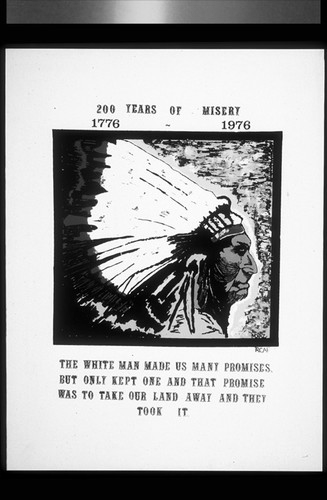 200 YEARS OF MISERY
1776 ~ 1976
RCN
THE WHITE MAN MADE US MANY PROMISES.
BUT ONLY KEPT ONE AND THAT PROMISE
WAS TO TAKE OUR LAND AWAY AND THEY
TOOK IT